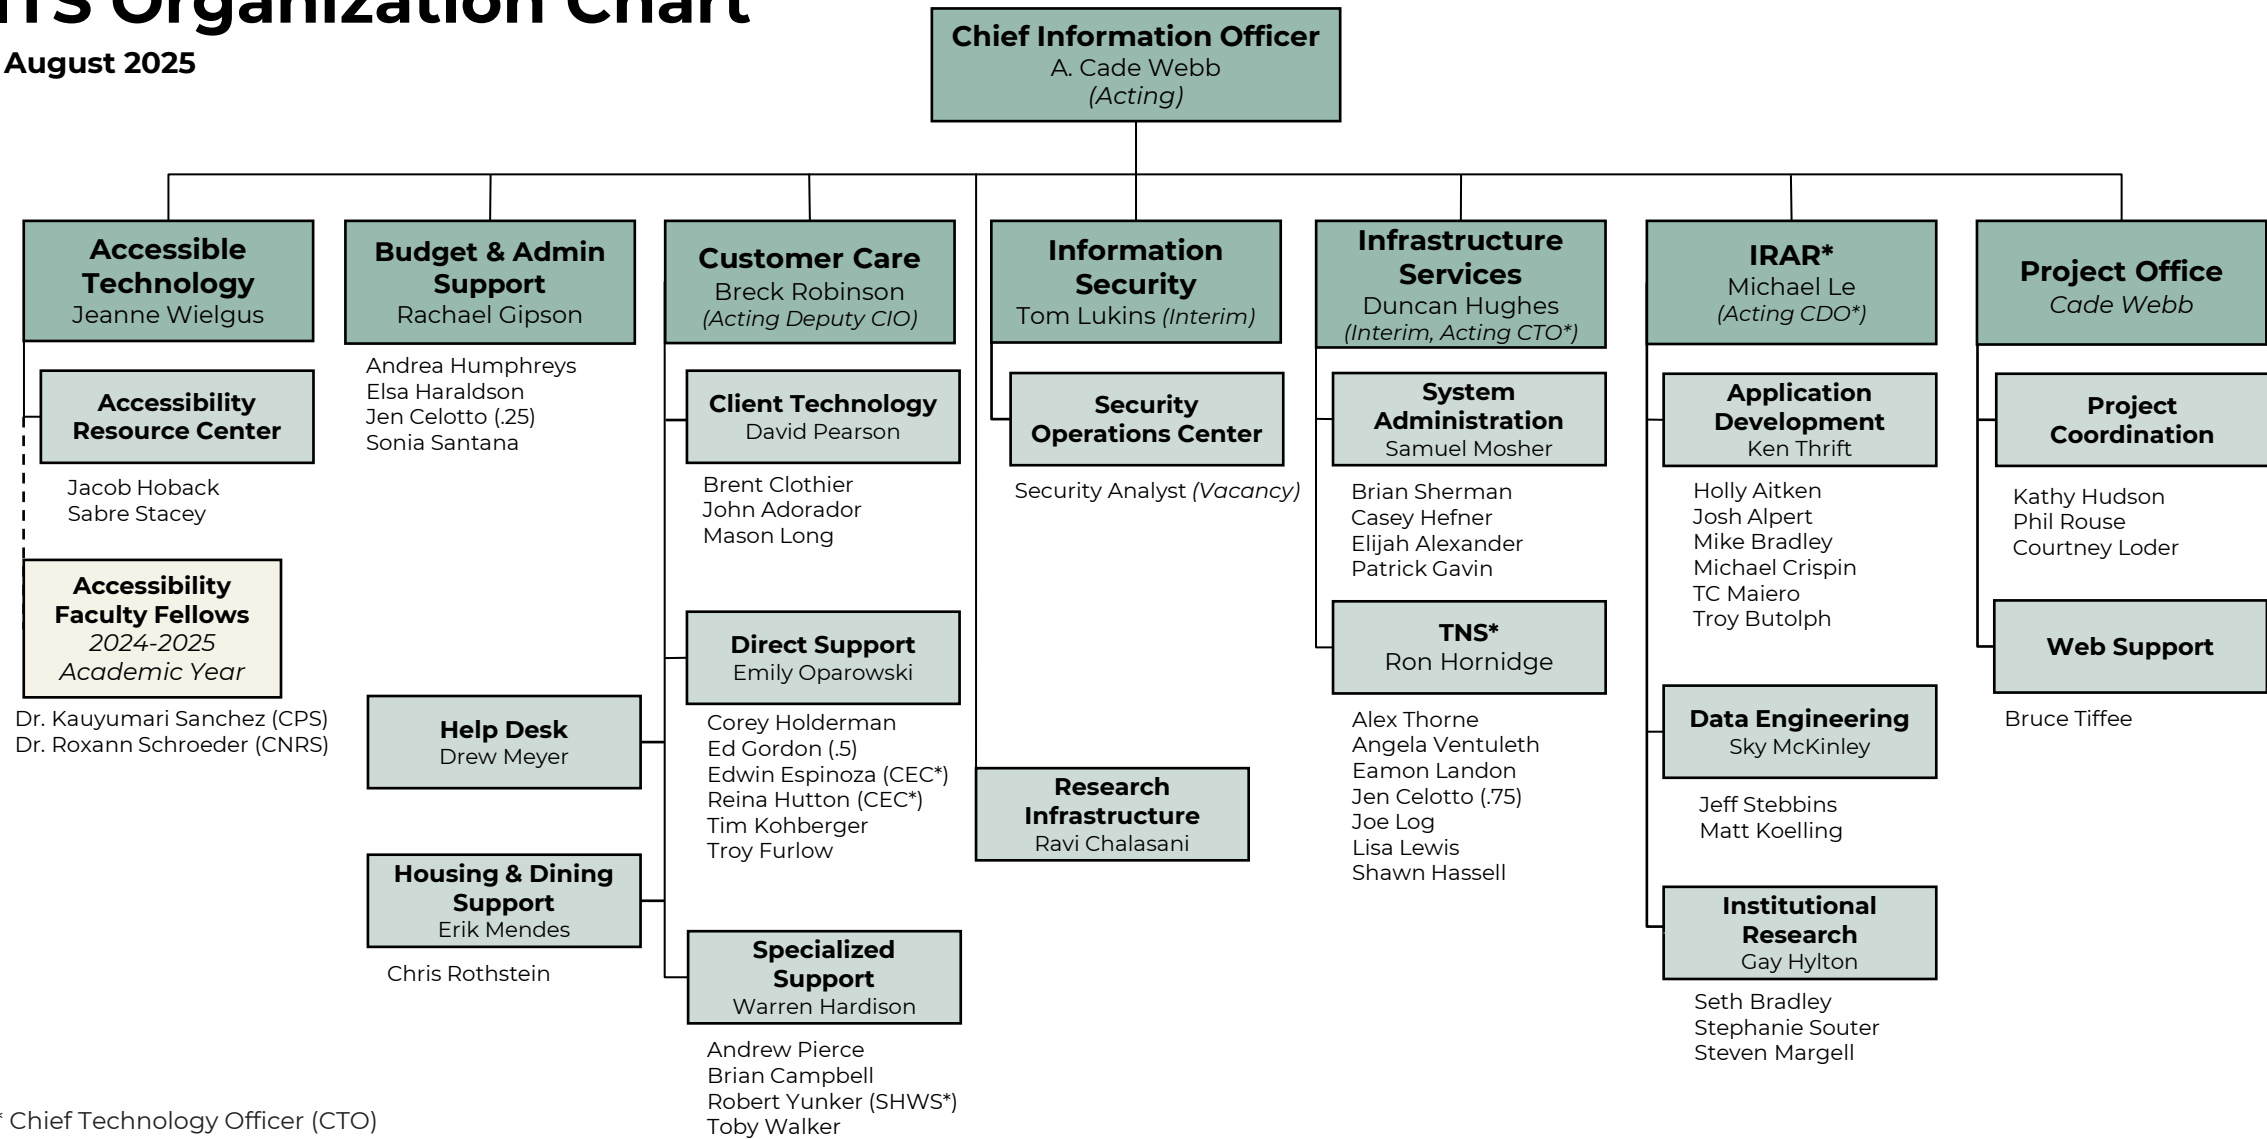 ITS Organization Chart
August 2025
Chief Information Officer
A. Cade Webb
(Acting)
Accessible
Technology
Jeanne Wielgus
Accessibility
Resource Center
Jacob Hoback
Sabre Stacey
Accessibility
Faculty Fellows
2024-2025
Academic Year
Dr. Kauyumari Sanchez (CPS)
Dr. Roxann Schroeder (CNRS)
Budget & Admin
Support
Rachael Gipson
Andrea Humphreys
Elsa Haraldson
Jen Celotto (.25)
Sonia Santana
Customer Care
Breck Robinson
(Acting Deputy CIO)
Client Technology
David Pearson
Brent Clothier
John Adorador
Mason Long
Direct Support
Emily Oparowski
Corey Holderman
Ed Gordon (.5)
Edwin Espinoza (CEC*)
Reina Hutton (CEC*)
Tim Kohberger
Troy Furlow
Help Desk
Drew Meyer
Housing & Dining
Support
Erik Mendes
Chris Rothstein
Specialized
Support
Warren Hardison
Andrew Pierce
Brian Campbell
Robert Yunker (SHWS*)
Toby Walker
Research
Infrastructure
Ravi Chalasani
Information
Security
Tom Lukins (Interim)
Security
Operations Center
Security Analyst (Vacancy)
Infrastructure
Services
Duncan Hughes
(Interim, Acting CTO*)
System
Administration
Samuel Mosher
Brian Sherman
Casey Hefner
Elijah Alexander
Patrick Gavin
TNS*
Ron Hornidge
Alex Thorne
Angela Ventuleth
Eamon Landon
Jen Celotto (.75)
Joe Log
Lisa Lewis
Shawn Hassell
IRAR*
Michael Le
(Acting CDO*)
Application
Development
Ken Thrift
Holly Aitken
Josh Alpert
Mike Bradley
Michael Crispin
TC Maiero
Troy Butolph
Data Engineering
Sky McKinley
Jeff Stebbins
Matt Koelling
Institutional
Research
Gay Hylton
Seth Bradley
Stephanie Souter
Steven Margell
Project Office
Cade Webb
Project
Coordination
Kathy Hudson
Phil Rouse
Courtney Loder
Web Support
Bruce Tiffee
* Chief Technology Officer (CTO)